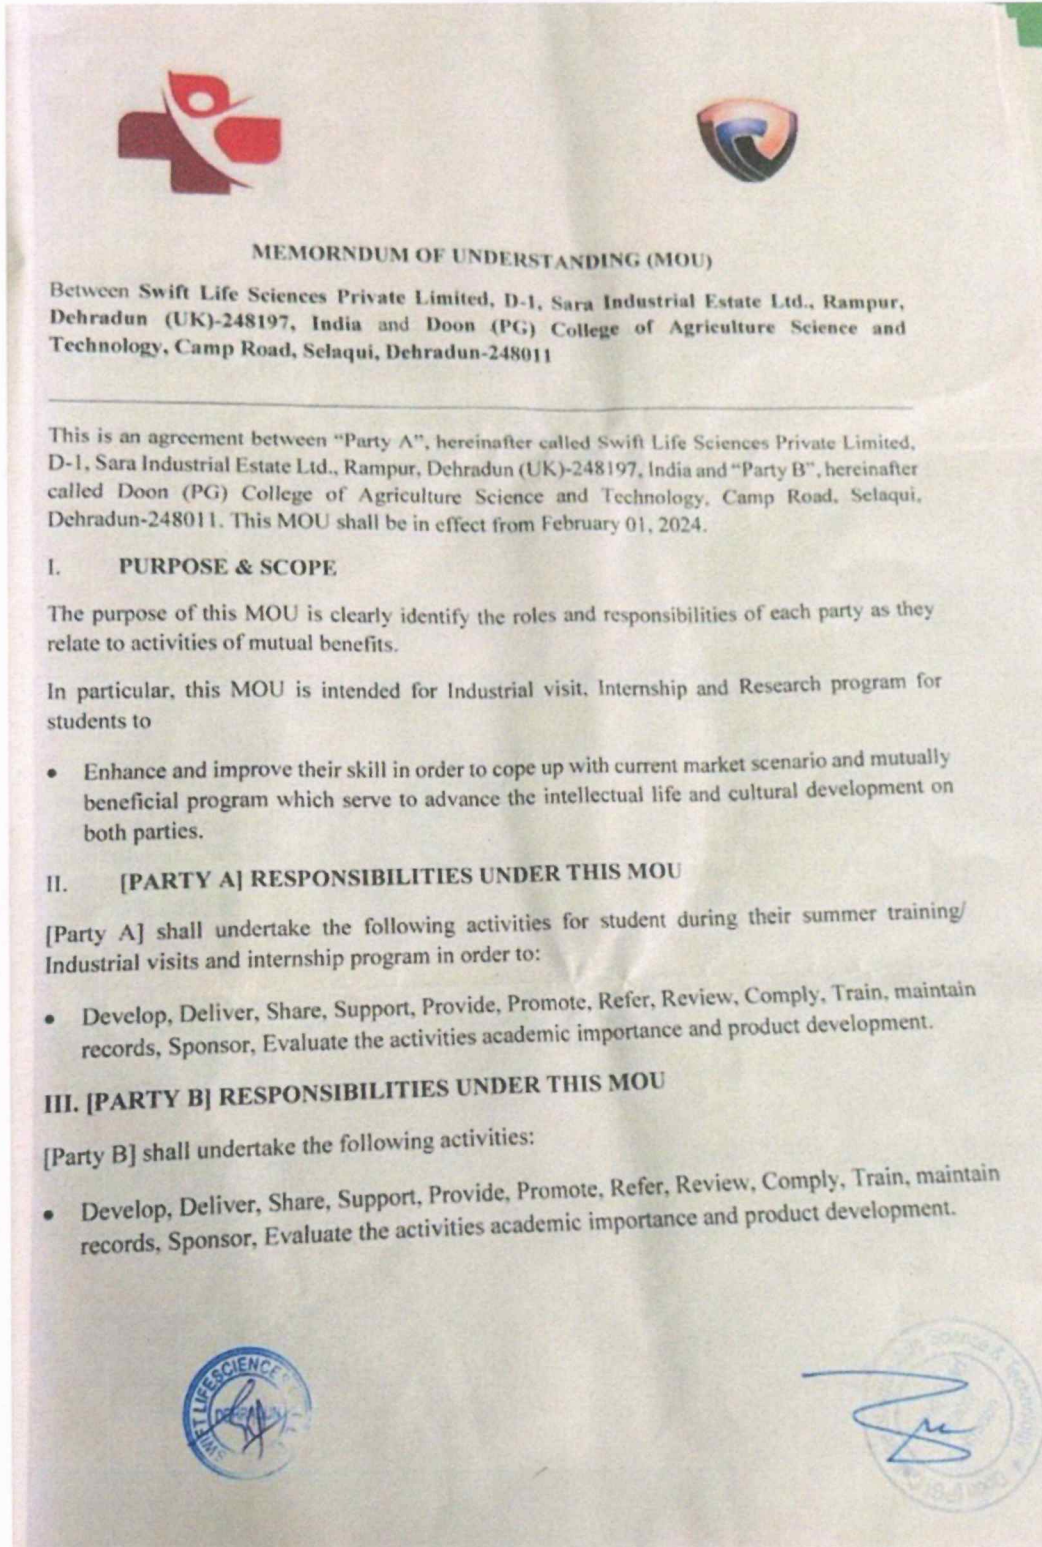 MEMORNDUM OF UNDERSTANDING (MOU)
Between Swift Life Sciences Private Limited, D-1, Sara Industrial Estate Ltd., Rampur,
Dehradun (UK)-248197, India and Doon (PG) College of Agriculture Science and
Technology, Camp Road, Selaqui, Dehradun-248011
This is an agreement between “Party A”, hereinafter called Swift Life Sciences Private Limited,
D-1, Sara Industrial Estate Ltd., Rampur, Dehradun (UK)-248197, India and “Party B”, hereinafter
called Doon (PG) College of Agriculture Science and Technology, Camp Road, Selaqui,
Dehradun-248011. This MOU shall be in effect from February 01, 2024.
I. PURPOSE & SCOPE
The purpose of this MOU is clearly identify the roles and responsibilities of each party as they
relate to activities of mutual benefits.
In particular, this MOU is intended for Industrial visit, Internship and Research program for
students to
• Enhance and improve their skill in order to cope up with current market scenario and mutually
beneficial program which serve to advance the intellectual life and cultural development on
both parties.
II. [PARTY A] RESPONSIBILITIES UNDER THIS MOU
[Party A] shall undertake the following activities for student during their summer training/
Industrial visits and internship program in order to:
• Develop, Deliver, Share, Support, Provide, Promote, Refer, Review, Comply, Train, maintain
records, Sponsor, Evaluate the activities academic importance and product development.
III. [PARTY B] RESPONSIBILITIES UNDER THIS MOU
[Party B] shall undertake the following activities:
• Develop, Deliver, Share, Support, Provide, Promote, Refer, Review, Comply, Train, maintain
records, Sponsor, Evaluate the activities academic importance and product development.
SWIFT LIFESCIENCES
Science & Technology